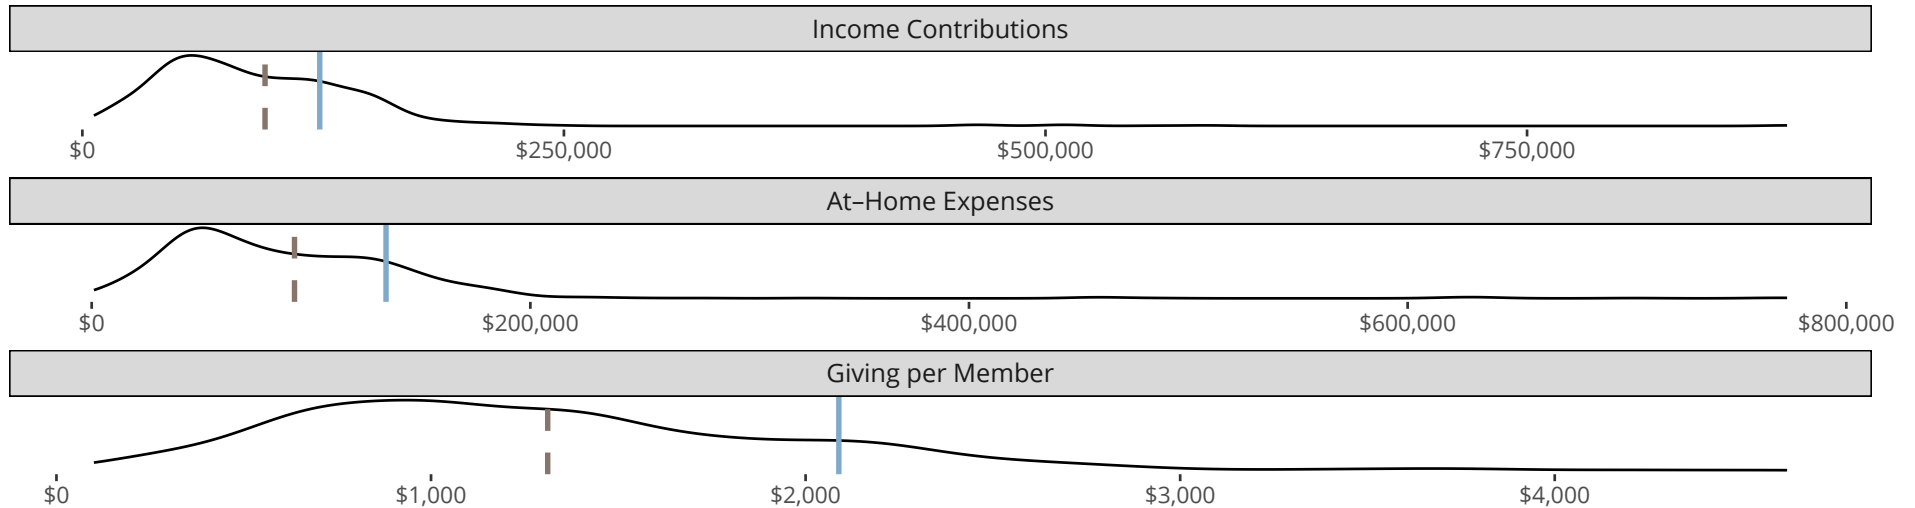 Income Contributions
$0 $250,000 $500,000 $750,000
At–Home Expenses
$0 $200,000 $400,000 $600,000 $800,000
Giving per Member
$0 $1,000 $2,000 $3,000 $4,000